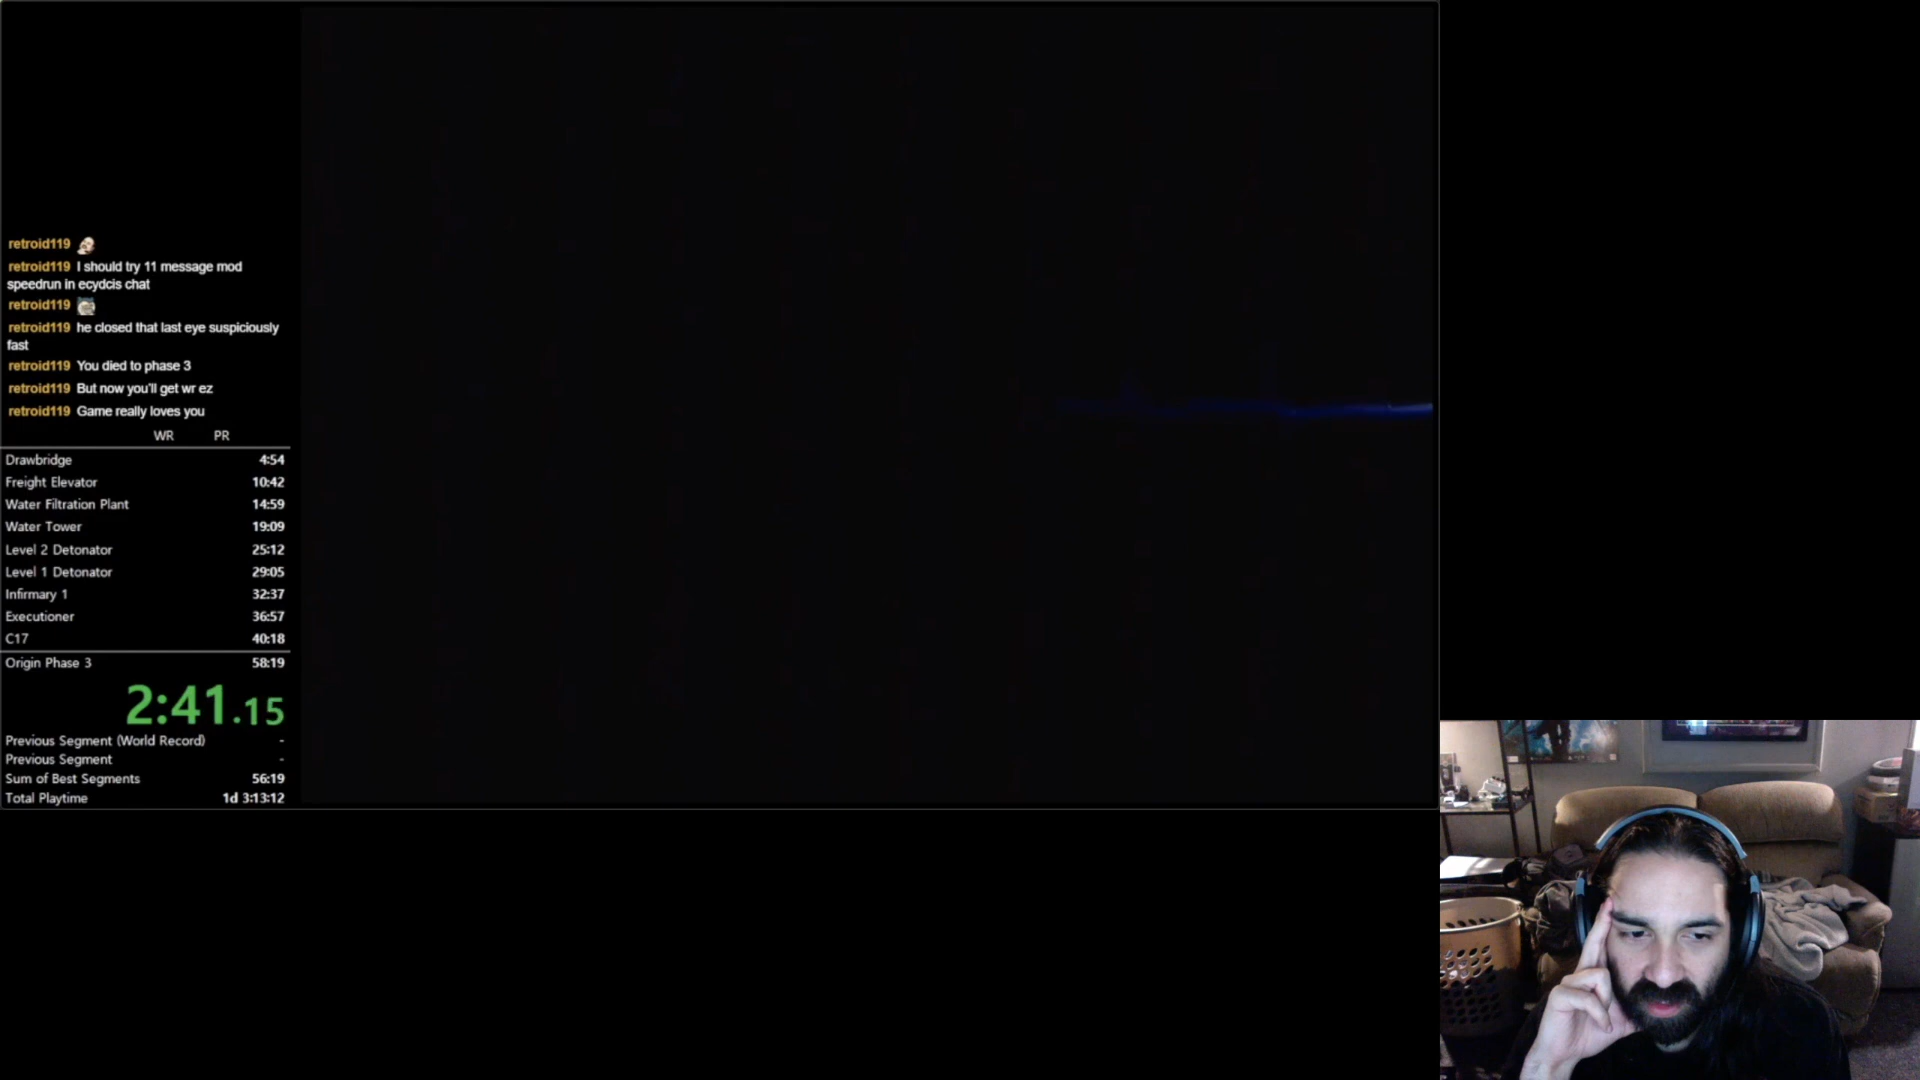 retroid119
retroid119 I should try 11 message mod
speedrun in ecydcis chat
retroid119
retroid119 he closed that last eye suspiciously
fast
retroid119 You died to phase 3
retroid119 But now you'll get wr ez
retroid119 Game really loves you
WR PR
Drawbridge 4:54
Freight Elevator 10:42
Water Filtration Plant 14:59
Water Tower 19:09
Level 2 Detonator 25:12
Level 1 Detonator 29:05
Infirmary 1 32:37
Executioner 36:57
C17 40:18
Origin Phase 3 58:19
2:41.15
Previous Segment (World Record) -
Previous Segment -
Sum of Best Segments 56:19
Total Playtime 1d 3:13:12